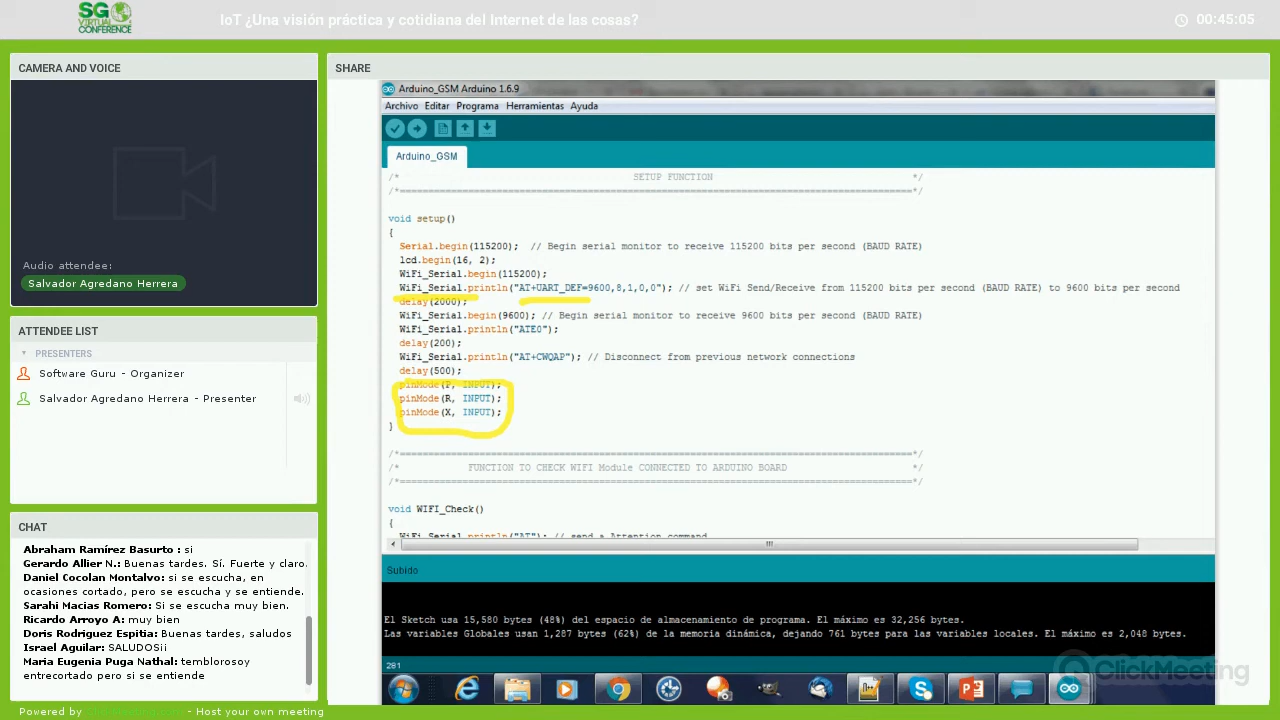 SG
VIRTUAL
CONFERENCE
IoT ¿Una visión práctica y cotidiana del Internet de las cosas?
00:45:05
CAMERA AND VOICE
Audio attendee:
Salvador Agredano Herrera
ATTENDEE LIST
PRESENTERS
Software Guru - Organizer
Salvador Agredano Herrera - Presenter
CHAT
Abraham Ramírez Basurto : si
Gerardo Allier N.: Buenas tardes. Sí. Fuerte y claro.
Daniel Cocolan Montalvo: si se escucha, en
ocasiones cortado, pero se escucha y se entiende.
Sarahi Macias Romero: Si se escucha muy bien.
Ricardo Arroyo A: muy bien
Doris Rodriguez Espitia: Buenas tardes, saludos
Israel Aguilar: SALUDOS¡¡
Maria Eugenia Puga Nathal: temblorosoy
entrecortado pero si se entiende
Powered by ClickMeeting.com - Host your own meeting
SHARE
Arduino_GSM Arduino 1.6.9
Archivo Editar Programa Herramientas Ayuda
Arduino_GSM
/* SETUP FUNCTION */
/*=========================================================================================*/
void setup()
{
Serial.begin(115200); // Begin serial monitor to receive 115200 bits per second (BAUD RATE)
lcd.begin(16, 2);
WiFi_Serial.begin(115200);
WiFi_Serial.println("AT+UART_DEF=9600,8,1,0,0"); // set WiFi Send/Receive from 115200 bits per second (BAUD RATE) to 9600 bits per second
delay(2000);
WiFi_Serial.begin(9600); // Begin serial monitor to receive 9600 bits per second (BAUD RATE)
WiFi_Serial.println("ATE0");
delay(200);
WiFi_Serial.println("AT+CWQAP"); // Disconnect from previous network connections
delay(500);
pinMode(P, INPUT);
pinMode(R, INPUT);
pinMode(X, INPUT);
}
/*=========================================================================================*/
/* FUNCTION TO CHECK WIFI Module CONNECTED TO ARDUINO BOARD */
/*=========================================================================================*/
void WIFI_Check()
{
WiFi_Serial.println("AT"); // send a Attention command
Subido
El Sketch usa 15,580 bytes (48%) del espacio de almacenamiento de programa. El máximo es 32,256 bytes.
Las variables Globales usan 1,287 bytes (62%) de la memoria dinámica, dejando 761 bytes para las variables locales. El máximo es 2,048 bytes.
281
ClickMeeting